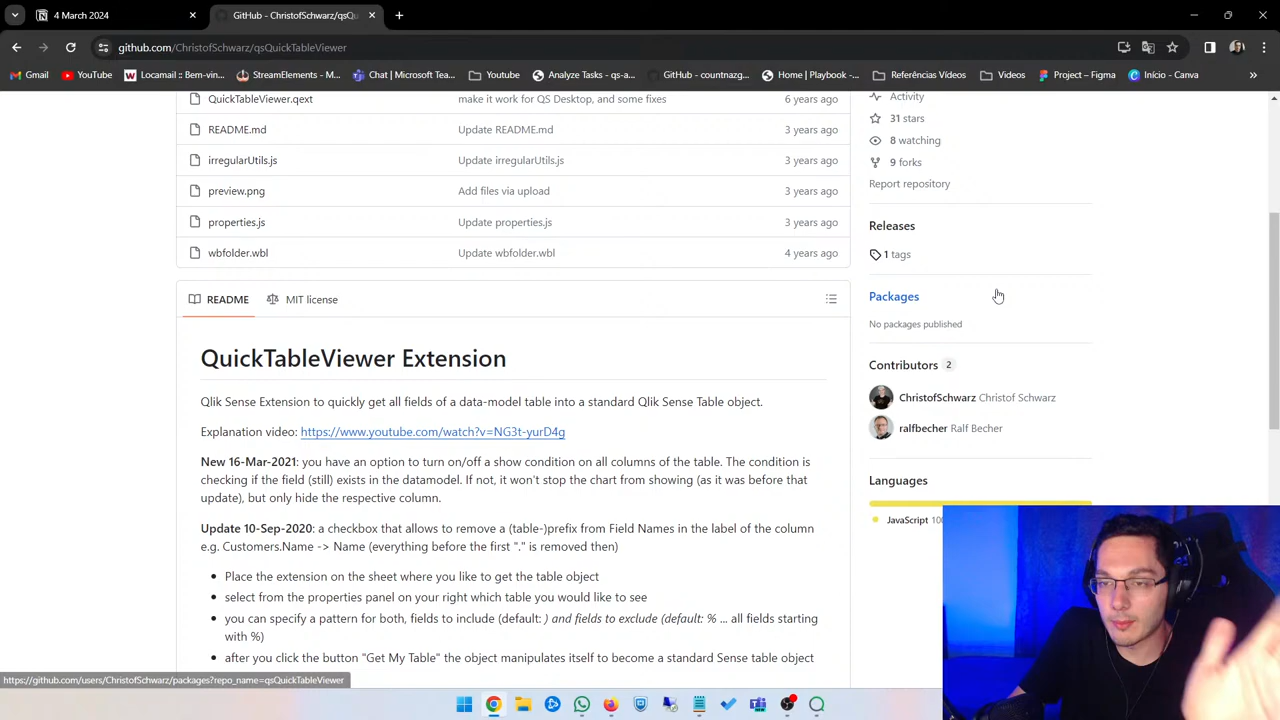 4 March 2024
GitHub - ChristofSchwarz/qsQu
github.com/ChristofSchwarz/qsQuickTableViewer
Gmail
YouTube
Locamail :: Bem-vin...
StreamElements - M...
Chat | Microsoft Tea...
Youtube
Analyze Tasks - qs-a...
GitHub - countnazg...
Home | Playbook -...
Referências Vídeos
Videos
Project – Figma
Início - Canva
QuickTableViewer.qext
make it work for QS Desktop, and some fixes
6 years ago
README.md
Update README.md
3 years ago
irregularUtils.js
Update irregularUtils.js
3 years ago
preview.png
Add files via upload
3 years ago
properties.js
Update properties.js
3 years ago
wbfolder.wbl
Update wbfolder.wbl
4 years ago
Activity
31 stars
8 watching
9 forks
Report repository
Releases
1 tags
Packages
No packages published
Contributors 2
ChristofSchwarz Christof Schwarz
ralfbecher Ralf Becher
Languages
JavaScript 100
README
MIT license
QuickTableViewer Extension
Qlik Sense Extension to quickly get all fields of a data-model table into a standard Qlik Sense Table object.
Explanation video: https://www.youtube.com/watch?v=NG3t-yurD4g
New 16-Mar-2021: you have an option to turn on/off a show condition on all columns of the table. The condition is
checking if the field (still) exists in the datamodel. If not, it won't stop the chart from showing (as it was before that
update), but only hide the respective column.
Update 10-Sep-2020: a checkbox that allows to remove a (table-)prefix from Field Names in the label of the column
e.g. Customers.Name -> Name (everything before the first "." is removed then)
• Place the extension on the sheet where you like to get the table object
• select from the properties panel on your right which table you would like to see
• you can specify a pattern for both, fields to include (default: ) and fields to exclude (default: % ... all fields starting
with %)
• after you click the button "Get My Table" the object manipulates itself to become a standard Sense table object
https://github.com/users/ChristofSchwarz/packages?repo_name=qsQuickTableViewer